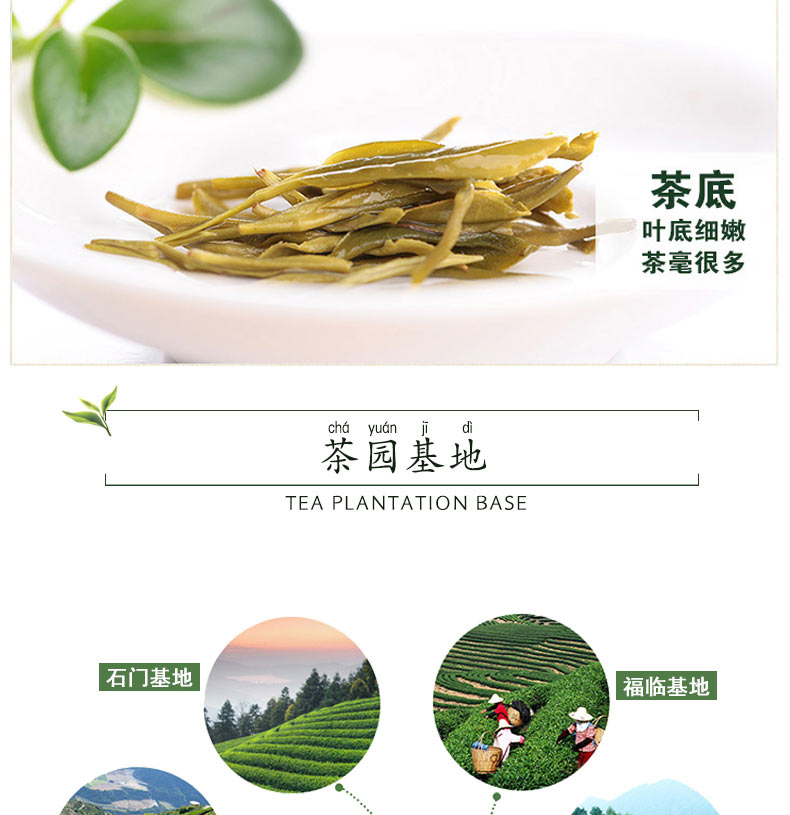 茶底
叶底细嫩
茶毫很多
chá yuán jī dì
茶园基地
TEA PLANTATION BASE
石门基地
福临基地